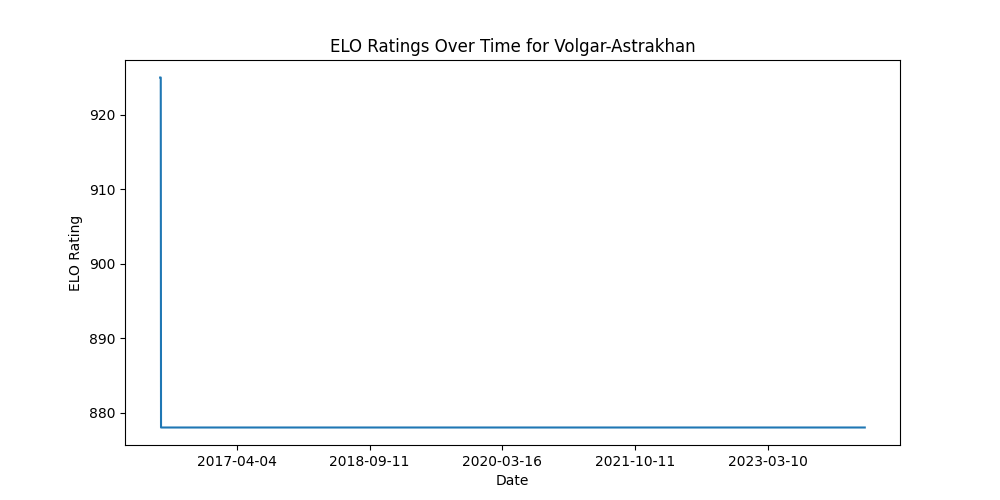 ELO Ratings Over Time for Volgar-Astrakhan
920
910
900
890
880
ELO Rating
2017-04-04 2018-09-11 2020-03-16 2021-10-11 2023-03-10
Date